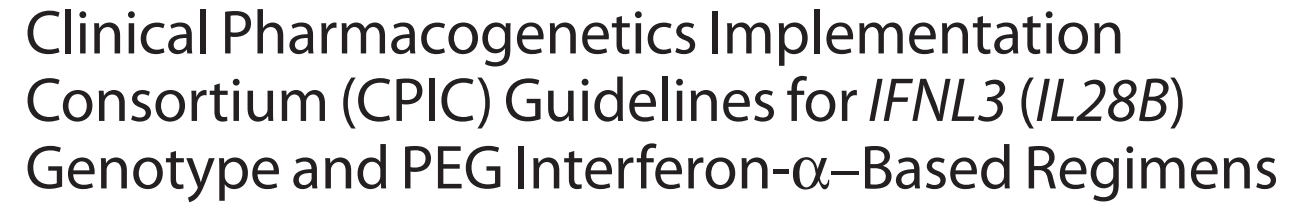 Clinical Pharmacogenetics Implementation
Consortium (CPIC) Guidelines for IFNL3 (IL28B)
Genotype and PEG Interferon-α–Based Regimens